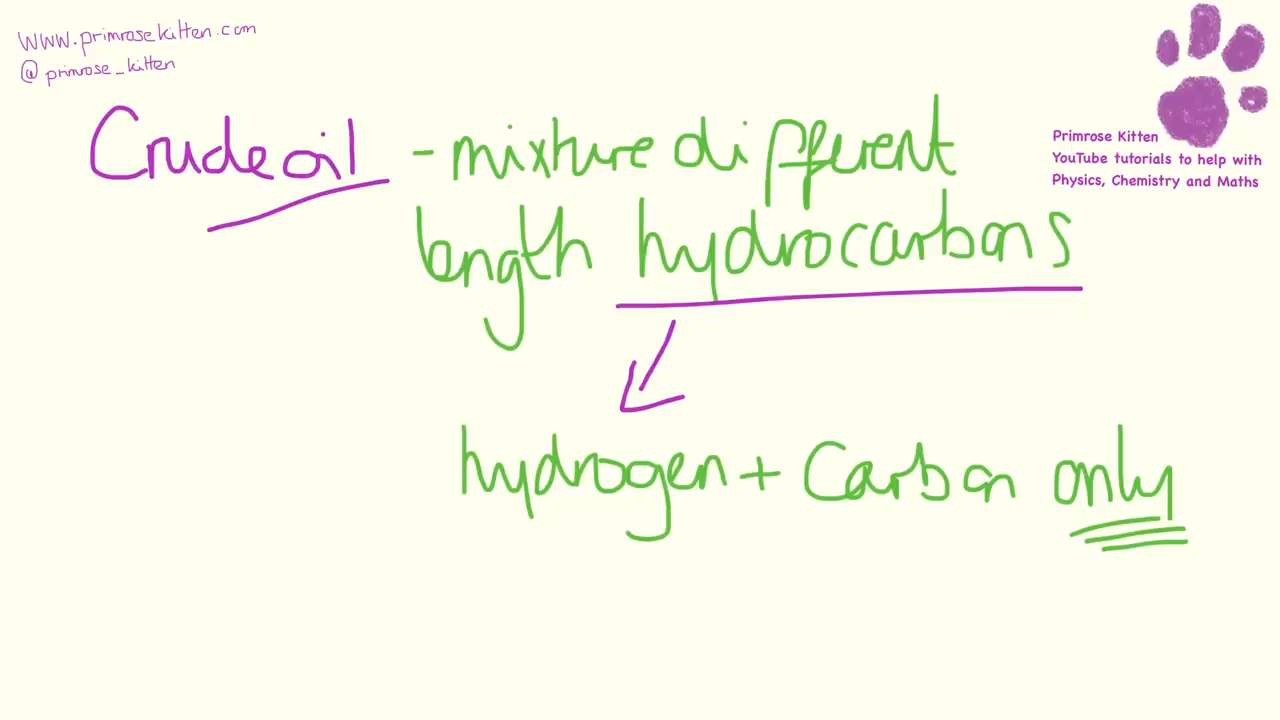 www.primrosekitten.com
@primrose_kitten
Crude oil - mixture different
length hydrocarbons
hydrogen + Carbon only
Primrose Kitten
YouTube tutorials to help with
Physics, Chemistry and Maths